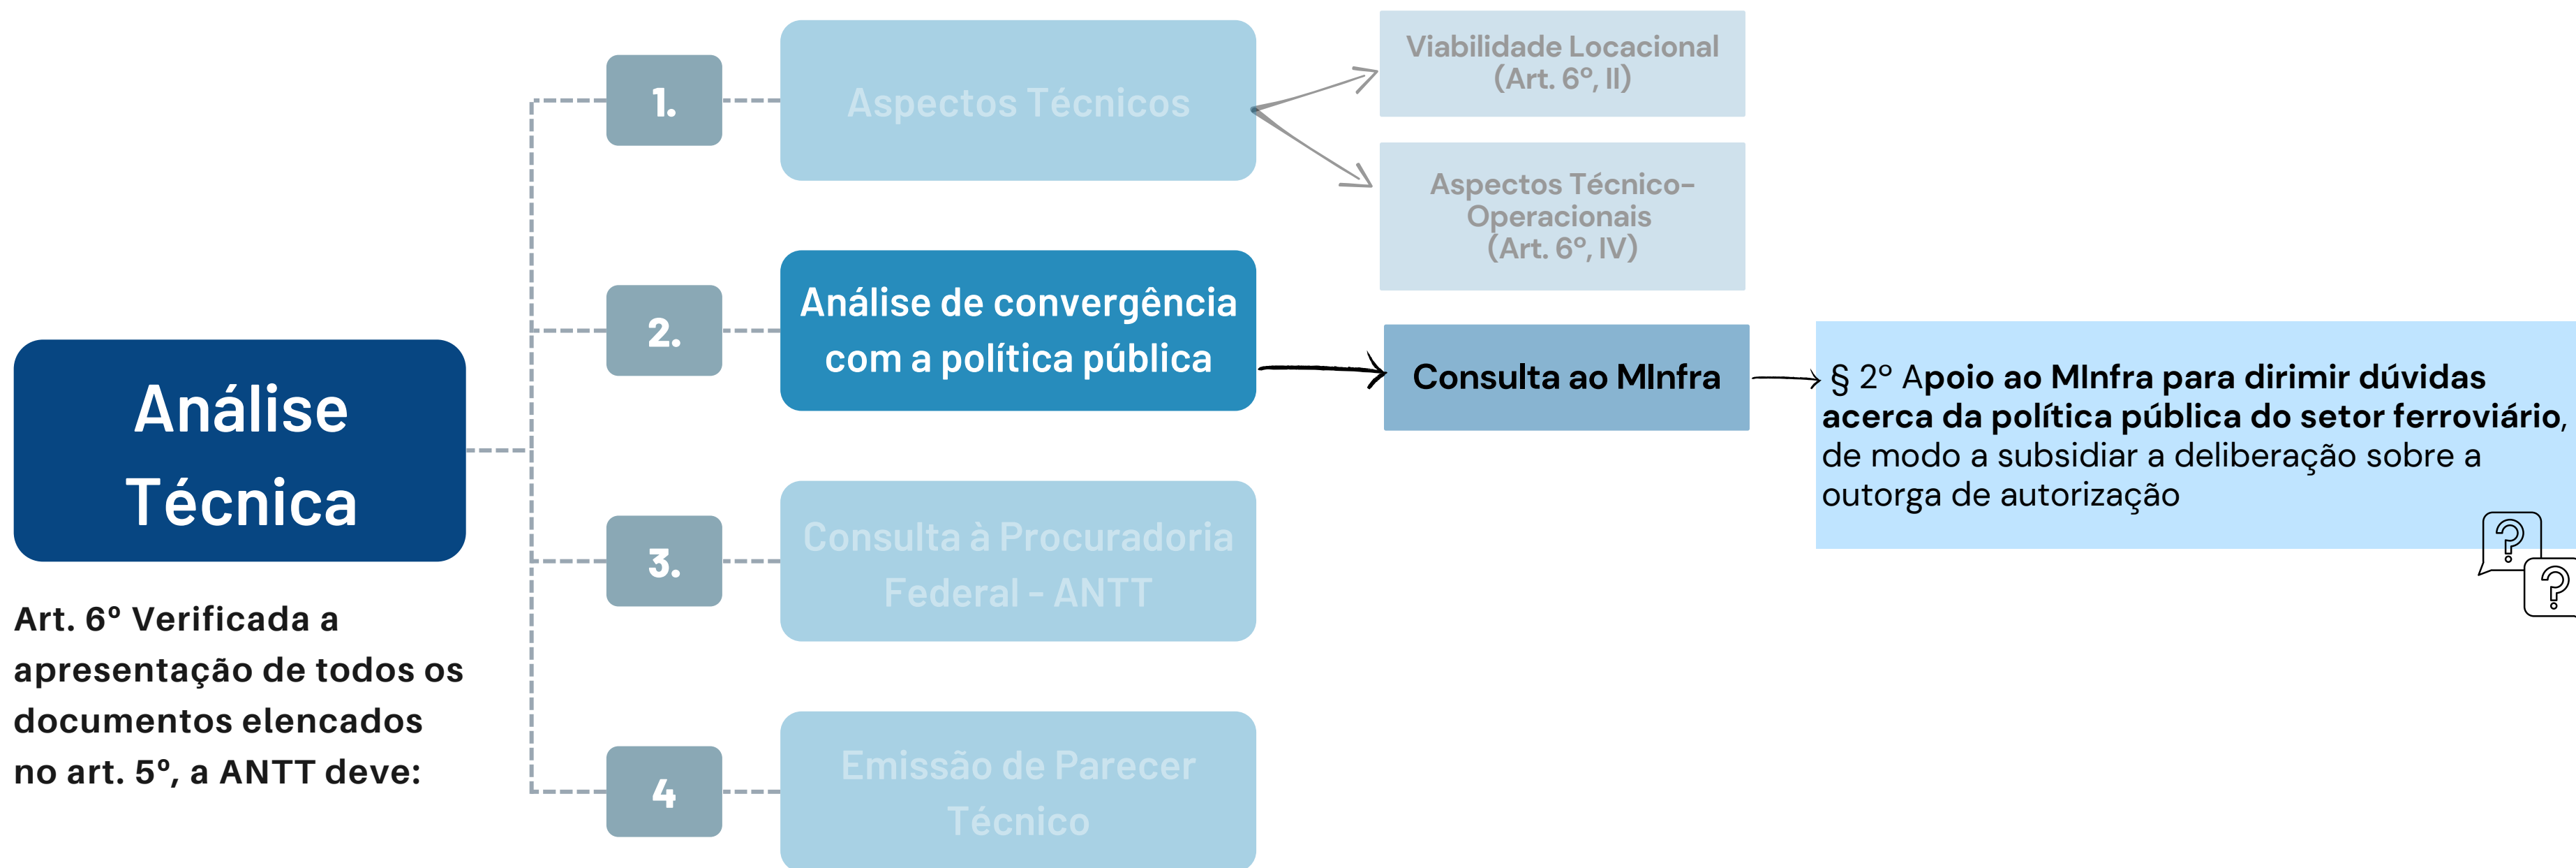 Análise
Técnica
Art. 6º Verificada a
apresentação de todos os
documentos elencados
no art. 5º, a ANTT deve:
1.
Aspectos Técnicos
Viabilidade Locacional
(Art. 6º, II)
Aspectos Técnico-
Operacionais
(Art. 6º, IV)
2.
Análise de convergência
com a política pública
Consulta ao MInfra
§ 2º Apoio ao MInfra para dirimir dúvidas
acerca da política pública do setor ferroviário,
de modo a subsidiar a deliberação sobre a
outorga de autorização
?
?
3.
Consulta à Procuradoria
Federal - ANTT
4
Emissão de Parecer
Técnico